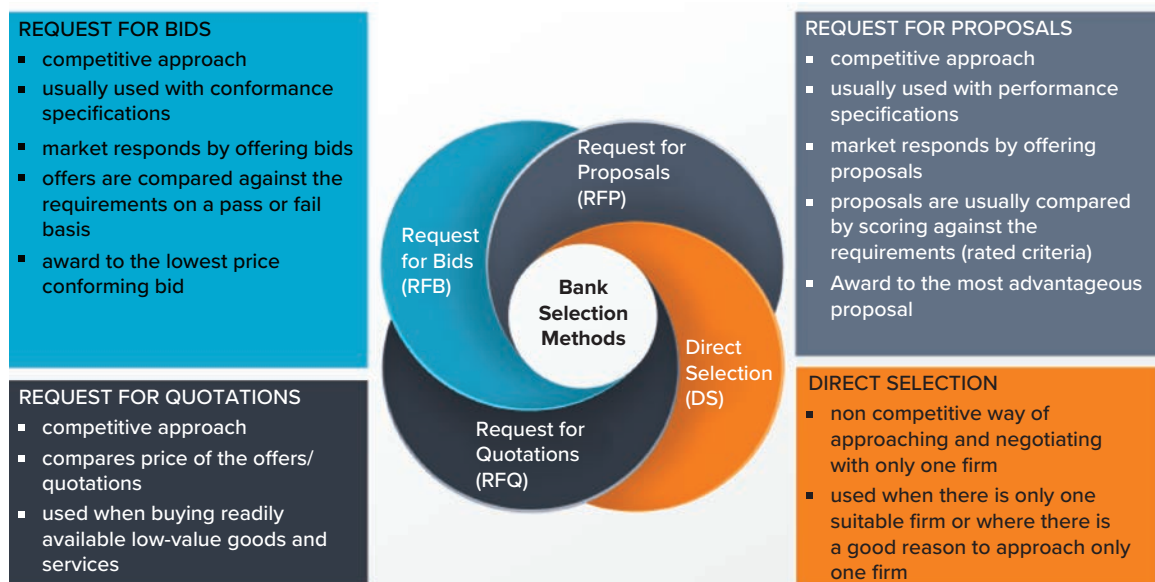 REQUEST FOR BIDS
▪ competitive approach
▪ usually used with conformance
specifications
▪ market responds by offering bids
▪ offers are compared against the
requirements on a pass or fail
basis
▪ award to the lowest price
conforming bid
REQUEST FOR QUOTATIONS
▪ competitive approach
▪ compares price of the offers/
quotations
▪ used when buying readily
available low-value goods and
services
Request for
Proposals
(RFP)
Request
for Bids
(RFB)
Bank
Selection
Methods
Direct
Selection
(DS)
Request for
Quotations
(RFQ)
REQUEST FOR PROPOSALS
▪ competitive approach
▪ usually used with performance
specifications
▪ market responds by offering
proposals
▪ proposals are usually compared
by scoring against the
requirements (rated criteria)
▪ Award to the most advantageous
proposal
DIRECT SELECTION
▪ non competitive way of
approaching and negotiating
with only one firm
▪ used when there is only one
suitable firm or where there is
a good reason to approach only
one firm